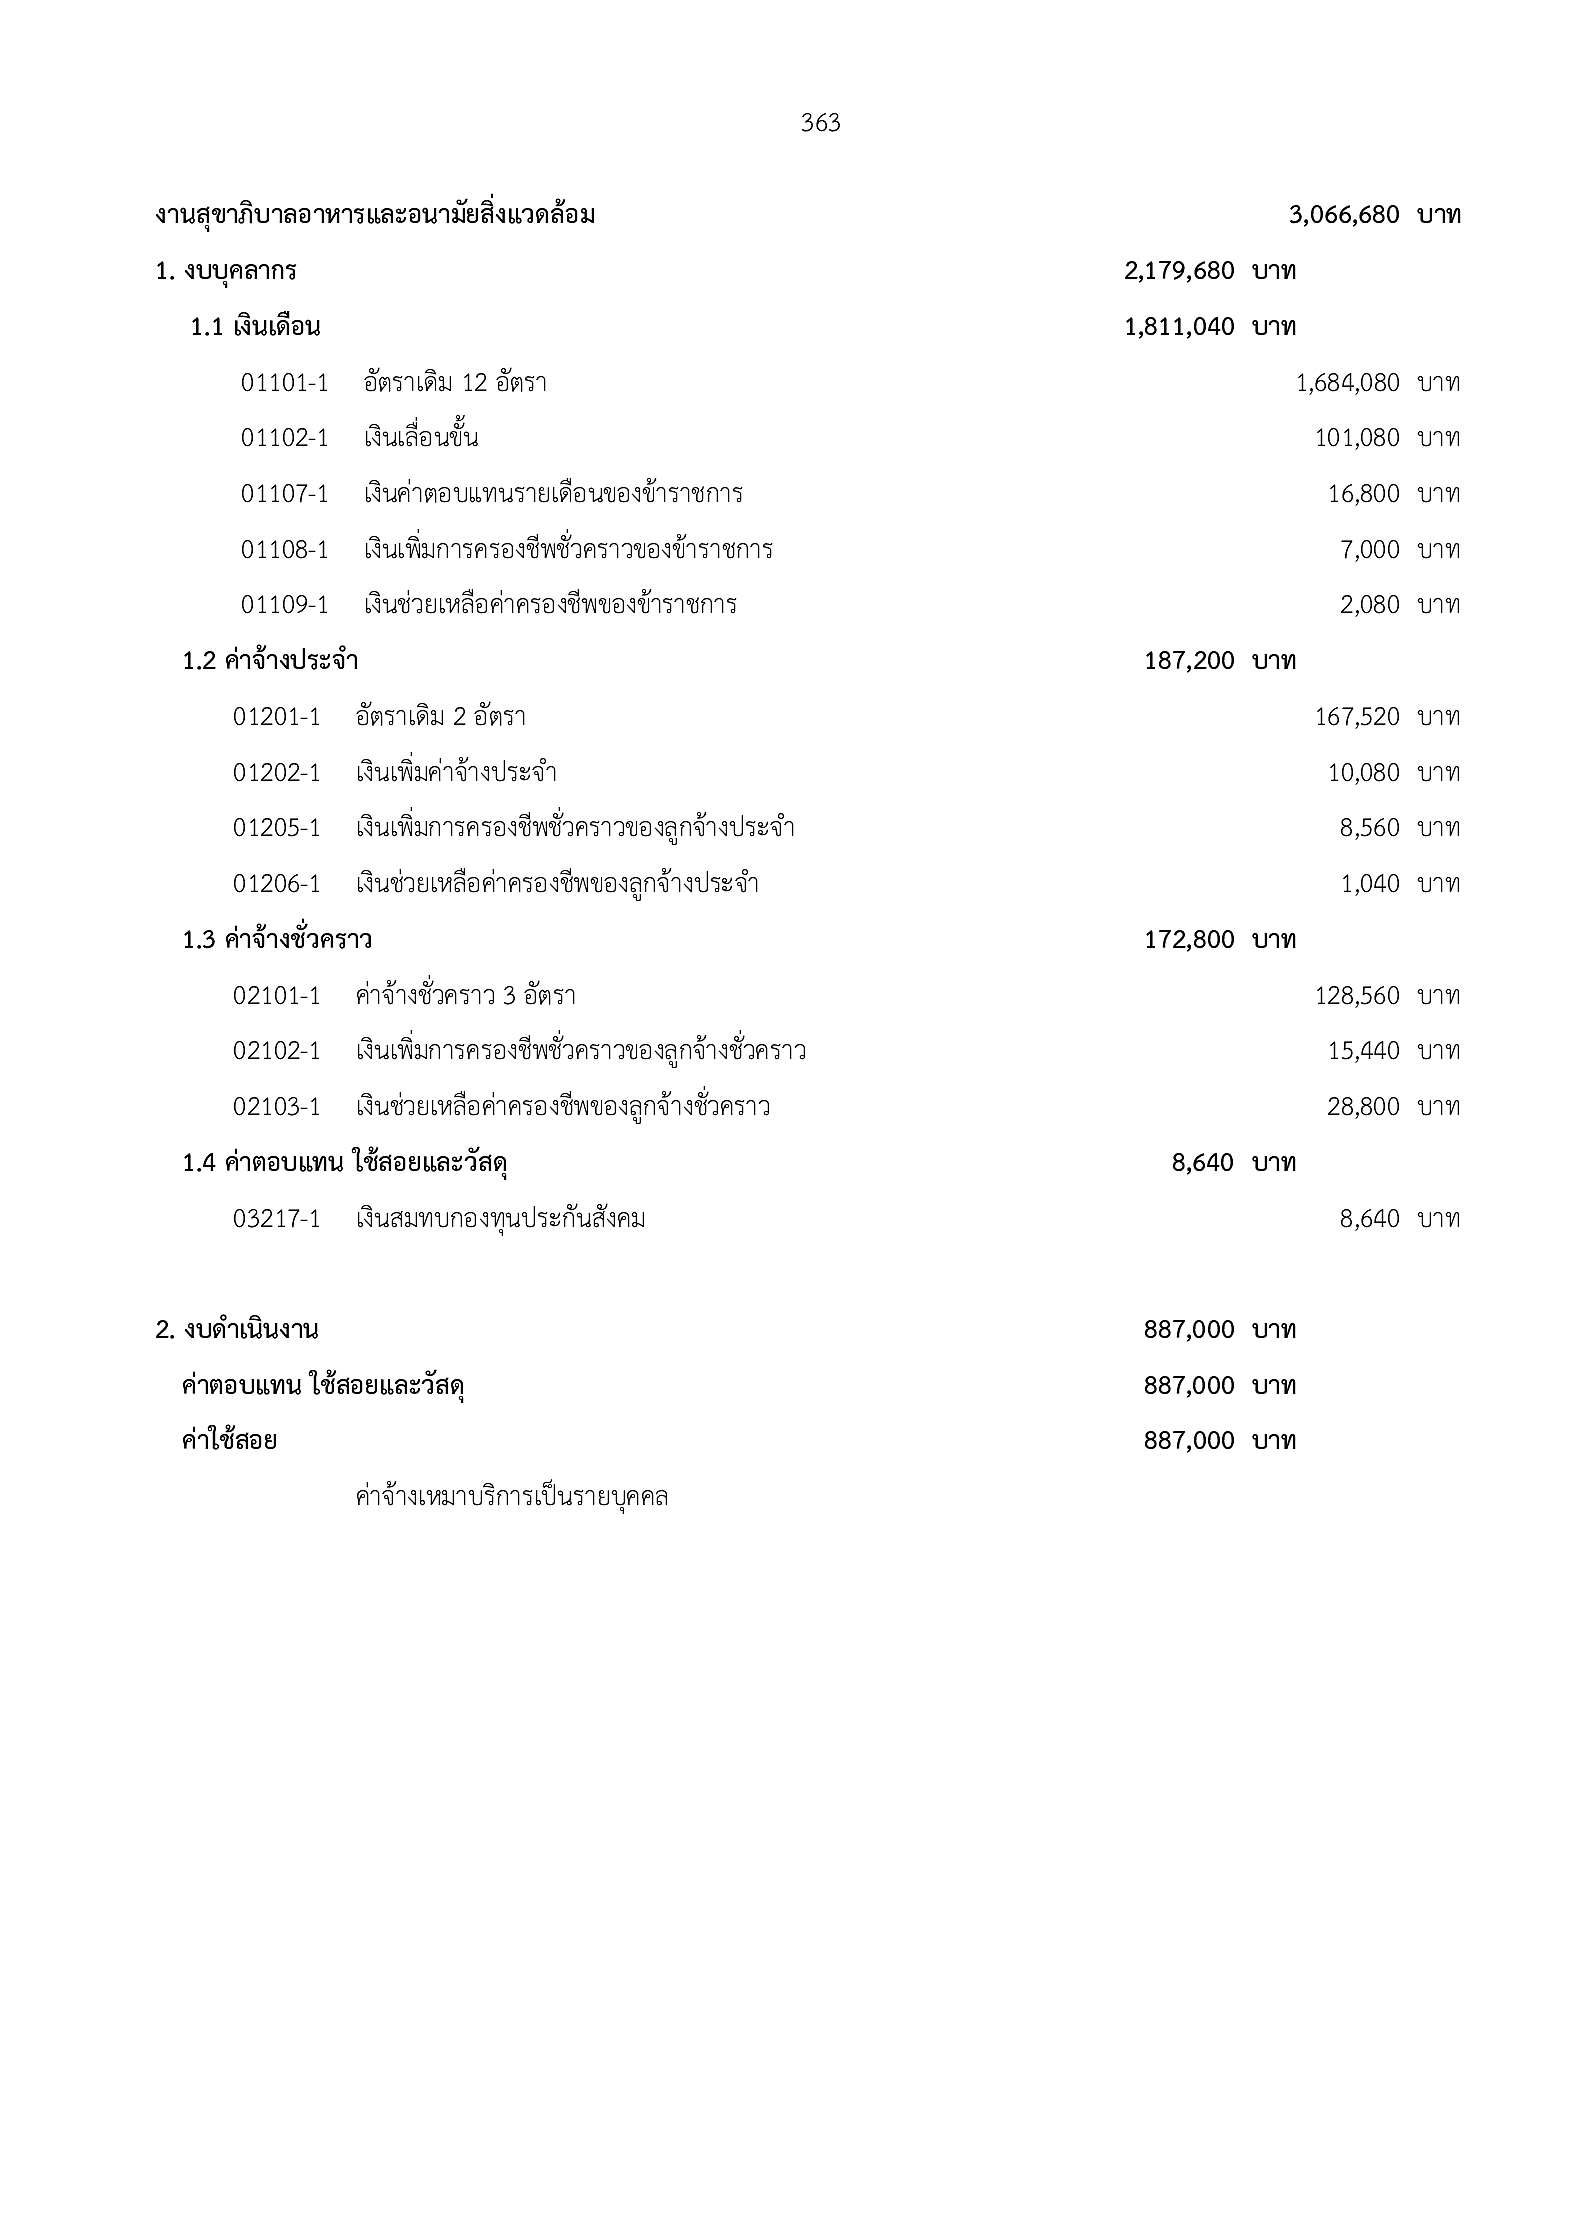 363
งานสุขาภิบาลอาหารและอนามัยสิ่งแวดล้อม 3,066,680 บาท
1. งบบุคลากร 2,179,680 บาท
1.1 เงินเดือน 1,811,040 บาท
01101-1 อัตราเดิม 12 อัตรา 1,684,080 บาท
01102-1 เงินเลื่อนขั้น 101,080 บาท
01107-1 เงินค่าตอบแทนรายเดือนของข้าราชการ 16,800 บาท
01108-1 เงินเพิ่มการครองชีพชั่วคราวของข้าราชการ 7,000 บาท
01109-1 เงินช่วยเหลือค่าครองชีพของข้าราชการ 2,080 บาท
1.2 ค่าจ้างประจำ 187,200 บาท
01201-1 อัตราเดิม 2 อัตรา 167,520 บาท
01202-1 เงินเพิ่มค่าจ้างประจำ 10,080 บาท
01205-1 เงินเพิ่มการครองชีพชั่วคราวของลูกจ้างประจำ 8,560 บาท
01206-1 เงินช่วยเหลือค่าครองชีพของลูกจ้างประจำ 1,040 บาท
1.3 ค่าจ้างชั่วคราว 172,800 บาท
02101-1 ค่าจ้างชั่วคราว 3 อัตรา 128,560 บาท
02102-1 เงินเพิ่มการครองชีพชั่วคราวของลูกจ้างชั่วคราว 15,440 บาท
02103-1 เงินช่วยเหลือค่าครองชีพของลูกจ้างชั่วคราว 28,800 บาท
1.4 ค่าตอบแทน ใช้สอยและวัสดุ 8,640 บาท
03217-1 เงินสมทบกองทุนประกันสังคม 8,640 บาท
2. งบดำเนินงาน 887,000 บาท
ค่าตอบแทน ใช้สอยและวัสดุ 887,000 บาท
ค่าใช้สอย 887,000 บาท
ค่าจ้างเหมาบริการเป็นรายบุคคล